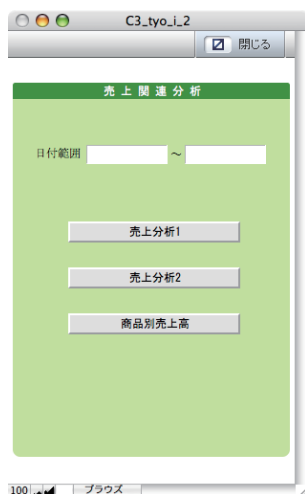 C3_tyo_i_2
閉じる
売上関連分析
日付範囲 ～
売上分析1
売上分析2
商品別売上高
100 ブラウズ